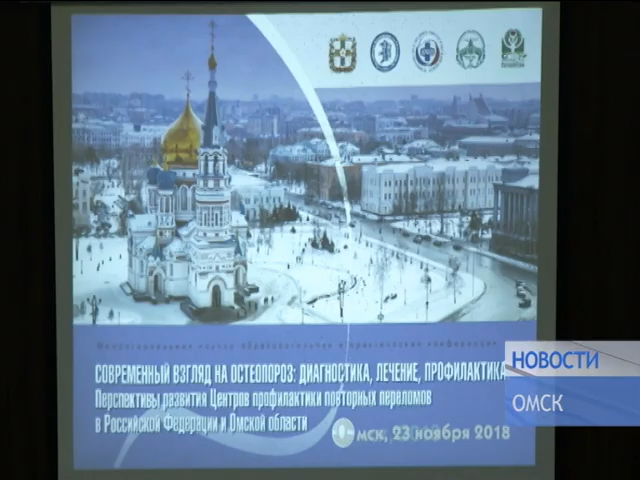 СОВРЕМЕННЫЙ ВЗГЛЯД НА ОСТЕОПОРОЗ: ДИАГНОСТИКА, ЛЕЧЕНИЕ, ПРОФИЛАКТИКА
Перспективы развития Центров профилактики повторных переломов
в Российской Федерации и Омской области
Омск, 23 ноября 2018
НОВОСТИ
ОМСК